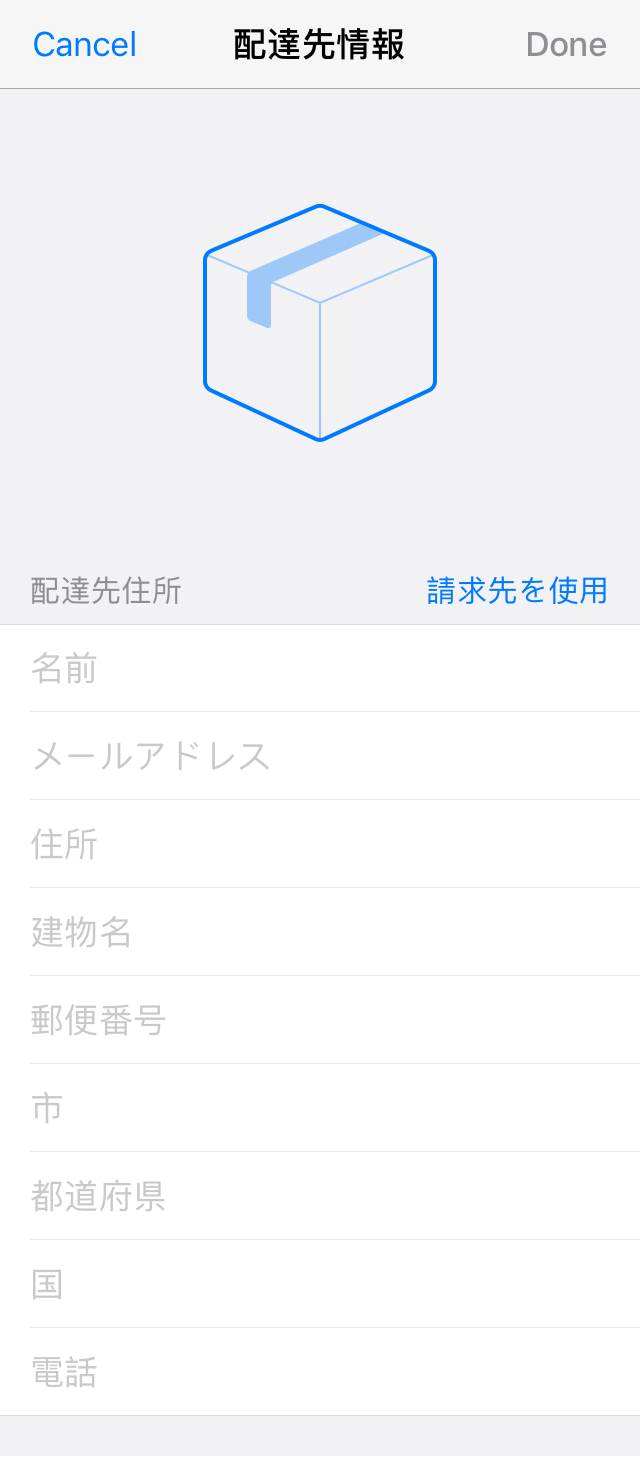 Cancel 配達先情報 Done
配達先住所 請求先を使用
名前
メールアドレス
住所
建物名
郵便番号
市
都道府県
国
電話